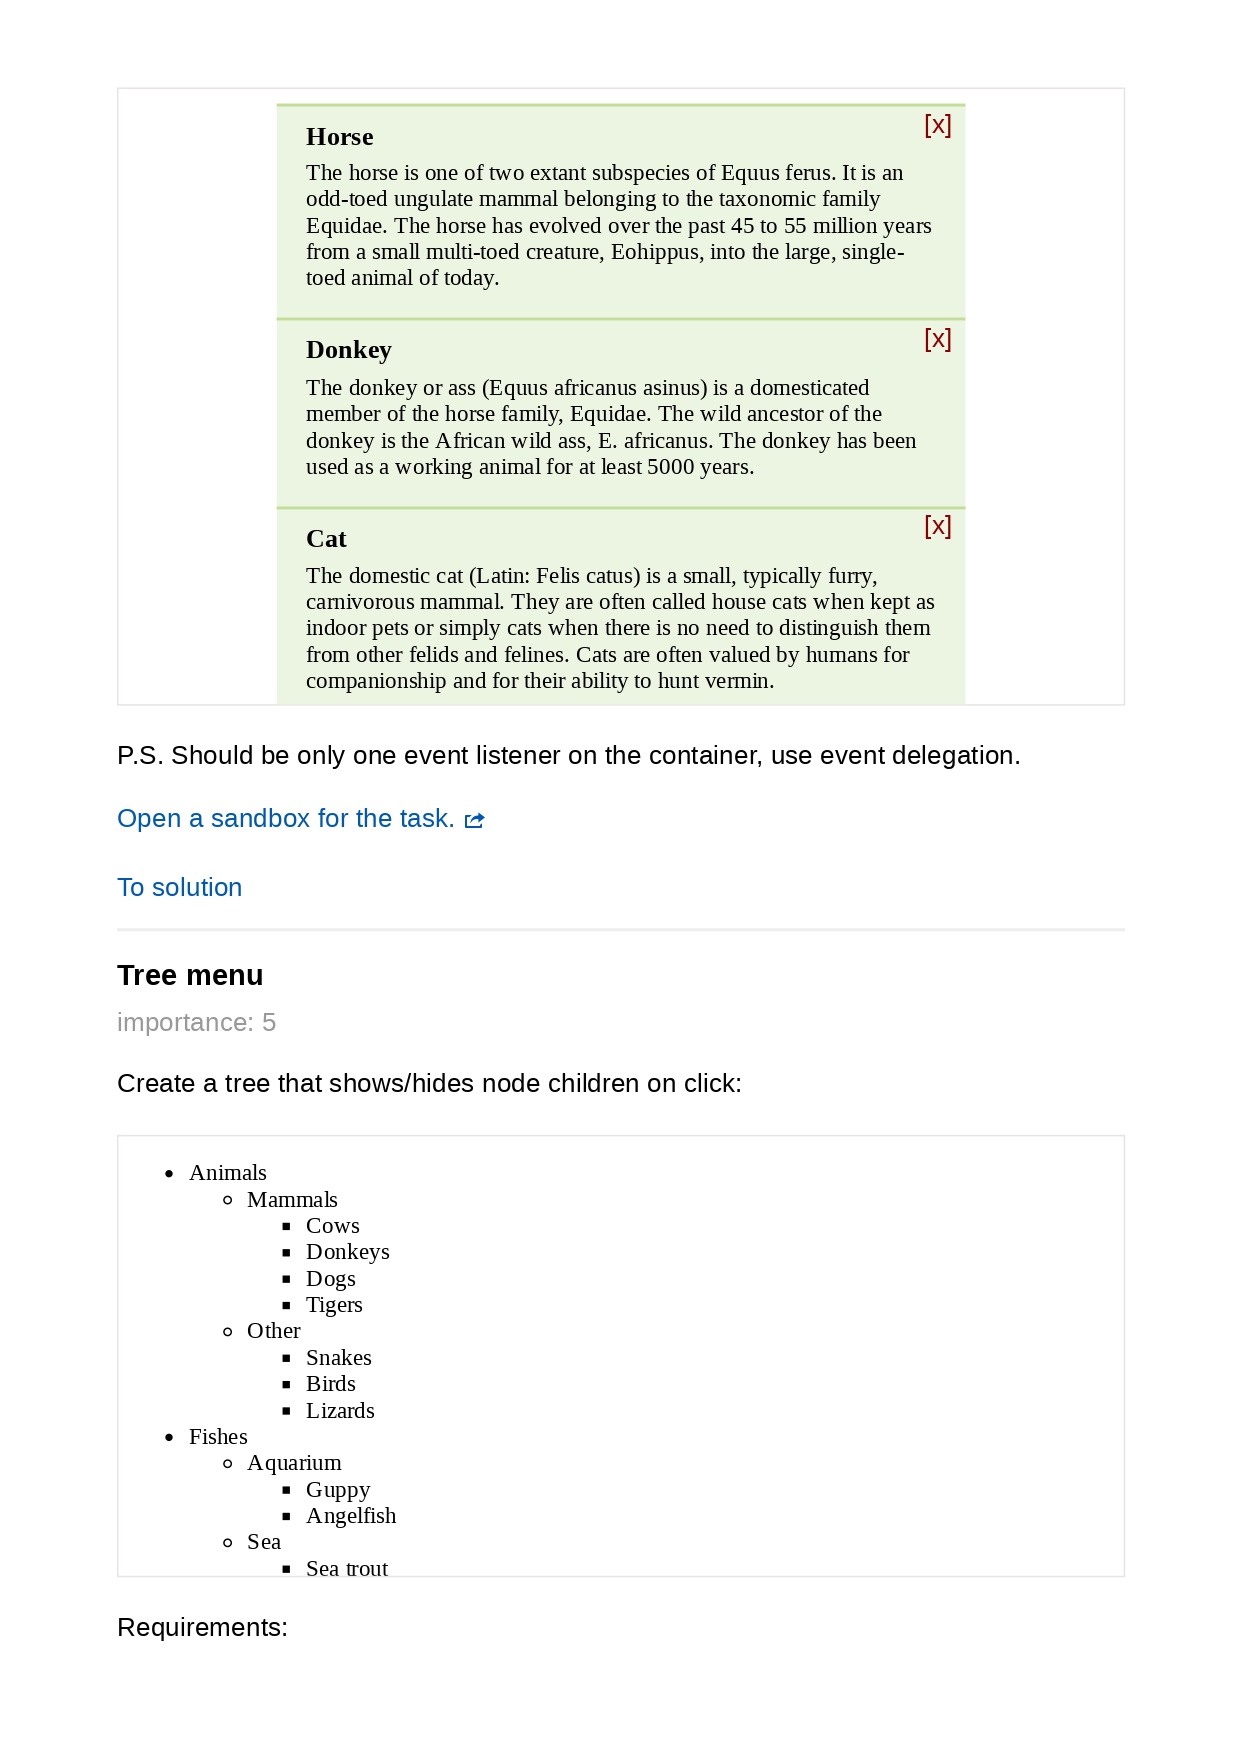 [x]
Horse
The horse is one of two extant subspecies of Equus ferus. It is an
odd-toed ungulate mammal belonging to the taxonomic family
Equidae. The horse has evolved over the past 45 to 55 million years
from a small multi-toed creature, Eohippus, into the large, single-
toed animal of today.
[x]
Donkey
The donkey or ass (Equus africanus asinus) is a domesticated
member of the horse family, Equidae. The wild ancestor of the
donkey is the African wild ass, E. africanus. The donkey has been
used as a working animal for at least 5000 years.
[x]
Cat
The domestic cat (Latin: Felis catus) is a small, typically furry,
carnivorous mammal. They are often called house cats when kept as
indoor pets or simply cats when there is no need to distinguish them
from other felids and felines. Cats are often valued by humans for
companionship and for their ability to hunt vermin.
P.S. Should be only one event listener on the container, use event delegation.
Open a sandbox for the task.
To solution
Tree menu
importance: 5
Create a tree that shows/hides node children on click:
Animals
Mammals
Cows
Donkeys
Dogs
Tigers
Other
Snakes
Birds
Lizards
Fishes
Aquarium
Guppy
Angelfish
Sea
Sea trout
Requirements: